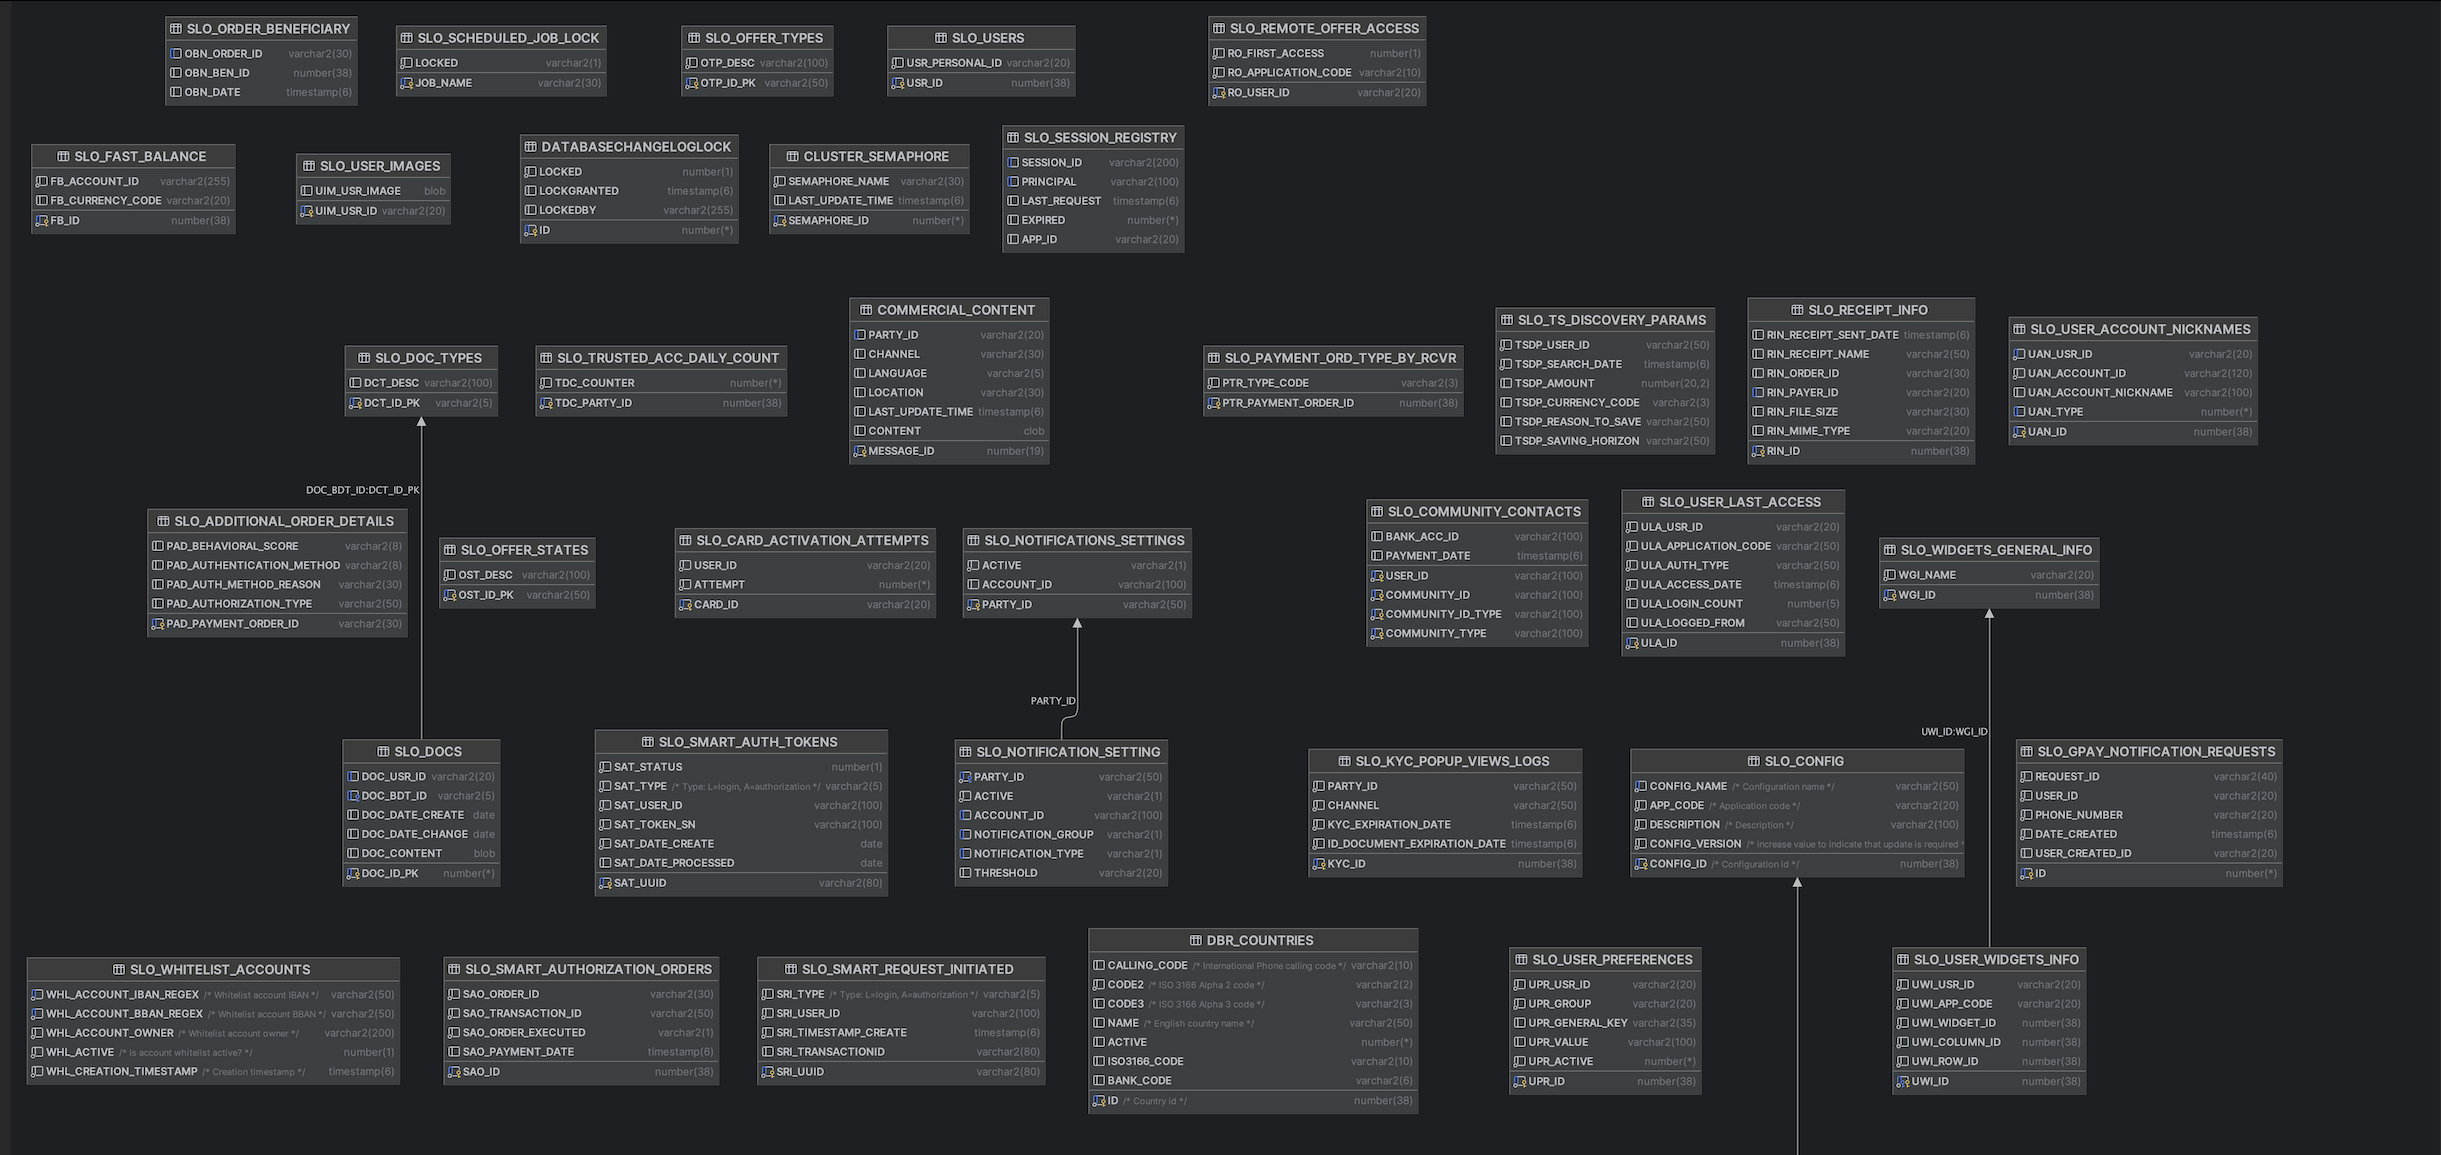 SLO_ORDER_BENEFICIARY
OBN_ORDER_ID varchar2(30)
OBN_BEN_ID number(38)
OBN_DATE timestamp(6)
SLO_SCHEDULED_JOB_LOCK
LOCKED varchar2(1)
JOB_NAME varchar2(30)
SLO_OFFER_TYPES
OTP_DESC varchar2(100)
OTP_ID_PK varchar2(50)
SLO_USERS
USR_PERSONAL_ID varchar2(20)
USR_ID number(38)
SLO_REMOTE_OFFER_ACCESS
RO_FIRST_ACCESS number(1)
RO_APPLICATION_CODE varchar2(10)
RO_USER_ID varchar2(20)
SLO_FAST_BALANCE
FB_ACCOUNT_ID varchar2(255)
FB_CURRENCY_CODE varchar2(20)
FB_ID number(38)
SLO_USER_IMAGES
UIM_USR_IMAGE blob
UIM_USR_ID varchar2(20)
DATABASECHANGELOGLOCK
LOCKED number(1)
LOCKGRANTED timestamp(6)
LOCKEDBY varchar2(255)
ID number(*)
CLUSTER_SEMAPHORE
SEMAPHORE_NAME varchar2(30)
LAST_UPDATE_TIME timestamp(6)
SEMAPHORE_ID number(*)
SLO_SESSION_REGISTRY
SESSION_ID varchar2(200)
PRINCIPAL varchar2(100)
LAST_REQUEST timestamp(6)
EXPIRED number(*)
APP_ID varchar2(20)
SLO_DOC_TYPES
DCT_DESC varchar2(100)
DCT_ID_PK varchar2(5)
SLO_TRUSTED_ACC_DAILY_COUNT
TDC_COUNTER number(*)
TDC_PARTY_ID number(38)
COMMERCIAL_CONTENT
PARTY_ID varchar2(20)
CHANNEL varchar2(30)
LANGUAGE varchar2(5)
LOCATION varchar2(30)
LAST_UPDATE_TIME timestamp(6)
CONTENT clob
MESSAGE_ID number(19)
SLO_PAYMENT_ORD_TYPE_BY_RCVR
PTR_TYPE_CODE varchar2(3)
PTR_PAYMENT_ORDER_ID number(38)
SLO_TS_DISCOVERY_PARAMS
TSDP_USER_ID varchar2(50)
TSDP_SEARCH_DATE timestamp(6)
TSDP_AMOUNT number(20,2)
TSDP_CURRENCY_CODE varchar2(3)
TSDP_REASON_TO_SAVE varchar2(50)
TSDP_SAVING_HORIZON varchar2(50)
SLO_RECEIPT_INFO
RIN_RECEIPT_SENT_DATE timestamp(6)
RIN_RECEIPT_NAME varchar2(50)
RIN_ORDER_ID varchar2(30)
RIN_PAYER_ID varchar2(20)
RIN_FILE_SIZE varchar2(30)
RIN_MIME_TYPE varchar2(20)
RIN_ID number(38)
SLO_USER_ACCOUNT_NICKNAMES
UAN_USR_ID varchar2(20)
UAN_ACCOUNT_ID varchar2(120)
UAN_ACCOUNT_NICKNAME varchar2(100)
UAN_TYPE number(*)
UAN_ID number(38)
DOC_BDT_ID:DCT_ID_PK
SLO_ADDITIONAL_ORDER_DETAILS
PAD_BEHAVIORAL_SCORE varchar2(8)
PAD_AUTHENTICATION_METHOD varchar2(8)
PAD_AUTH_METHOD_REASON varchar2(30)
PAD_AUTHORIZATION_TYPE varchar2(50)
PAD_PAYMENT_ORDER_ID varchar2(30)
SLO_OFFER_STATES
OST_DESC varchar2(100)
OST_ID_PK varchar2(50)
SLO_CARD_ACTIVATION_ATTEMPTS
USER_ID varchar2(20)
ATTEMPT number(*)
CARD_ID varchar2(20)
SLO_NOTIFICATIONS_SETTINGS
ACTIVE varchar2(1)
ACCOUNT_ID varchar2(100)
PARTY_ID varchar2(50)
SLO_COMMUNITY_CONTACTS
BANK_ACC_ID varchar2(100)
PAYMENT_DATE timestamp(6)
USER_ID varchar2(100)
COMMUNITY_ID varchar2(100)
COMMUNITY_ID_TYPE varchar2(100)
COMMUNITY_TYPE varchar2(100)
SLO_USER_LAST_ACCESS
ULA_USR_ID varchar2(20)
ULA_APPLICATION_CODE varchar2(50)
ULA_AUTH_TYPE varchar2(50)
ULA_ACCESS_DATE timestamp(6)
ULA_LOGIN_COUNT number(5)
ULA_LOGGED_FROM varchar2(50)
ULA_ID number(38)
SLO_WIDGETS_GENERAL_INFO
WGI_NAME varchar2(20)
WGI_ID number(38)
PARTY_ID
UWI_ID:WGI_ID
SLO_DOCS
DOC_USR_ID varchar2(20)
DOC_BDT_ID varchar2(5)
DOC_DATE_CREATE date
DOC_DATE_CHANGE date
DOC_CONTENT blob
DOC_ID_PK number(*)
SLO_SMART_AUTH_TOKENS
SAT_STATUS number(1)
SAT_TYPE /* Type: L=login, A=authorization */ varchar2(5)
SAT_USER_ID varchar2(100)
SAT_TOKEN_SN varchar2(100)
SAT_DATE_CREATE date
SAT_DATE_PROCESSED date
SAT_UUID varchar2(80)
SLO_NOTIFICATION_SETTING
PARTY_ID varchar2(50)
ACTIVE varchar2(1)
ACCOUNT_ID varchar2(100)
NOTIFICATION_GROUP varchar2(1)
NOTIFICATION_TYPE varchar2(1)
THRESHOLD varchar2(20)
SLO_KYC_POPUP_VIEWS_LOGS
PARTY_ID varchar2(50)
CHANNEL varchar2(50)
KYC_EXPIRATION_DATE timestamp(6)
ID_DOCUMENT_EXPIRATION_DATE timestamp(6)
KYC_ID number(38)
SLO_CONFIG
CONFIG_NAME /* Configuration name */ varchar2(50)
APP_CODE /* Application code */ varchar2(20)
DESCRIPTION /* Description */ varchar2(100)
CONFIG_VERSION /* Increase value to indicate that update is required *
CONFIG_ID /* Configuration id */ number(38)
SLO_GPAY_NOTIFICATION_REQUESTS
REQUEST_ID varchar2(40)
USER_ID varchar2(20)
PHONE_NUMBER varchar2(20)
DATE_CREATED timestamp(6)
USER_CREATED_ID varchar2(20)
ID number(*)
SLO_WHITELIST_ACCOUNTS
WHL_ACCOUNT_IBAN_REGEX /* Whitelist account IBAN */ varchar2(50)
WHL_ACCOUNT_BBAN_REGEX /* Whitelist account BBAN */ varchar2(50)
WHL_ACCOUNT_OWNER /* Whitelist account owner */ varchar2(200)
WHL_ACTIVE /* Is account whitelist active? */ number(1)
WHL_CREATION_TIMESTAMP /* Creation timestamp */ timestamp(6)
SLO_SMART_AUTHORIZATION_ORDERS
SAO_ORDER_ID varchar2(30)
SAO_TRANSACTION_ID varchar2(50)
SAO_ORDER_EXECUTED varchar2(1)
SAO_PAYMENT_DATE timestamp(6)
SAO_ID number(38)
SLO_SMART_REQUEST_INITIATED
SRI_TYPE /* Type: L=login, A=authorization */ varchar2(5)
SRI_USER_ID varchar2(100)
SRI_TIMESTAMP_CREATE timestamp(6)
SRI_TRANSACTIONID varchar2(80)
SRI_UUID varchar2(80)
DBR_COUNTRIES
CALLING_CODE /* International Phone calling code */ varchar2(10)
CODE2 /* ISO 3166 Alpha 2 code */ varchar2(2)
CODE3 /* ISO 3166 Alpha 3 code */ varchar2(3)
NAME /* English country name */ varchar2(50)
ACTIVE number(*)
ISO3166_CODE varchar2(10)
BANK_CODE varchar2(6)
ID /* Country id */ number(38)
SLO_USER_PREFERENCES
UPR_USR_ID varchar2(20)
UPR_GROUP varchar2(20)
UPR_GENERAL_KEY varchar2(35)
UPR_VALUE varchar2(100)
UPR_ACTIVE number(*)
UPR_ID number(38)
SLO_USER_WIDGETS_INFO
UWI_USR_ID varchar2(20)
UWI_APP_CODE varchar2(20)
UWI_WIDGET_ID number(38)
UWI_COLUMN_ID number(38)
UWI_ROW_ID number(38)
UWI_ID number(38)